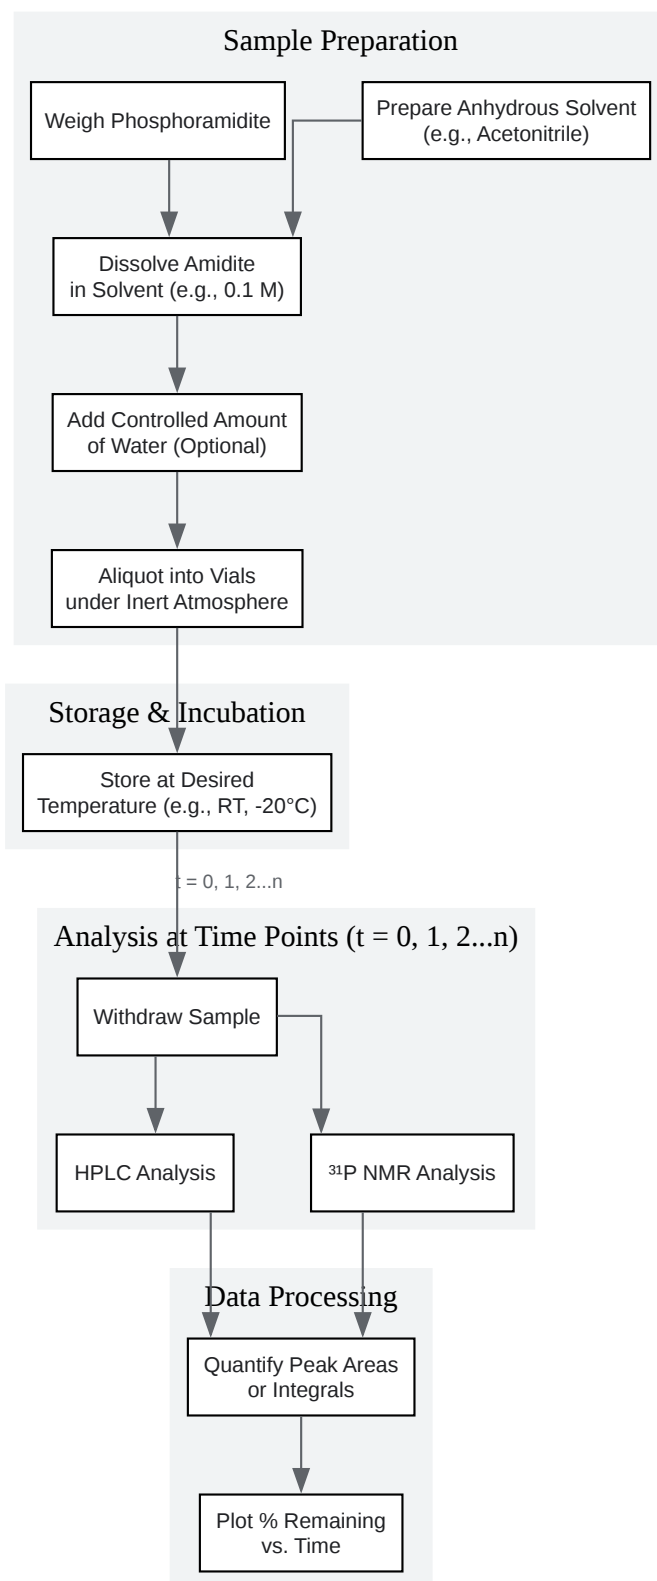 Sample Preparation
Weigh Phosphoramidite
Prepare Anhydrous Solvent
(e.g., Acetonitrile)
Dissolve Amidite
in Solvent (e.g., 0.1 M)
Add Controlled Amount
of Water (Optional)
Aliquot into Vials
under Inert Atmosphere
Storage & Incubation
Store at Desired
Temperature (e.g., RT, -20°C)
t = 0, 1, 2...n
Analysis at Time Points (t = 0, 1, 2...n)
Withdraw Sample
HPLC Analysis
³¹P NMR Analysis
Data Processing
Quantify Peak Areas
or Integrals
Plot % Remaining
vs. Time